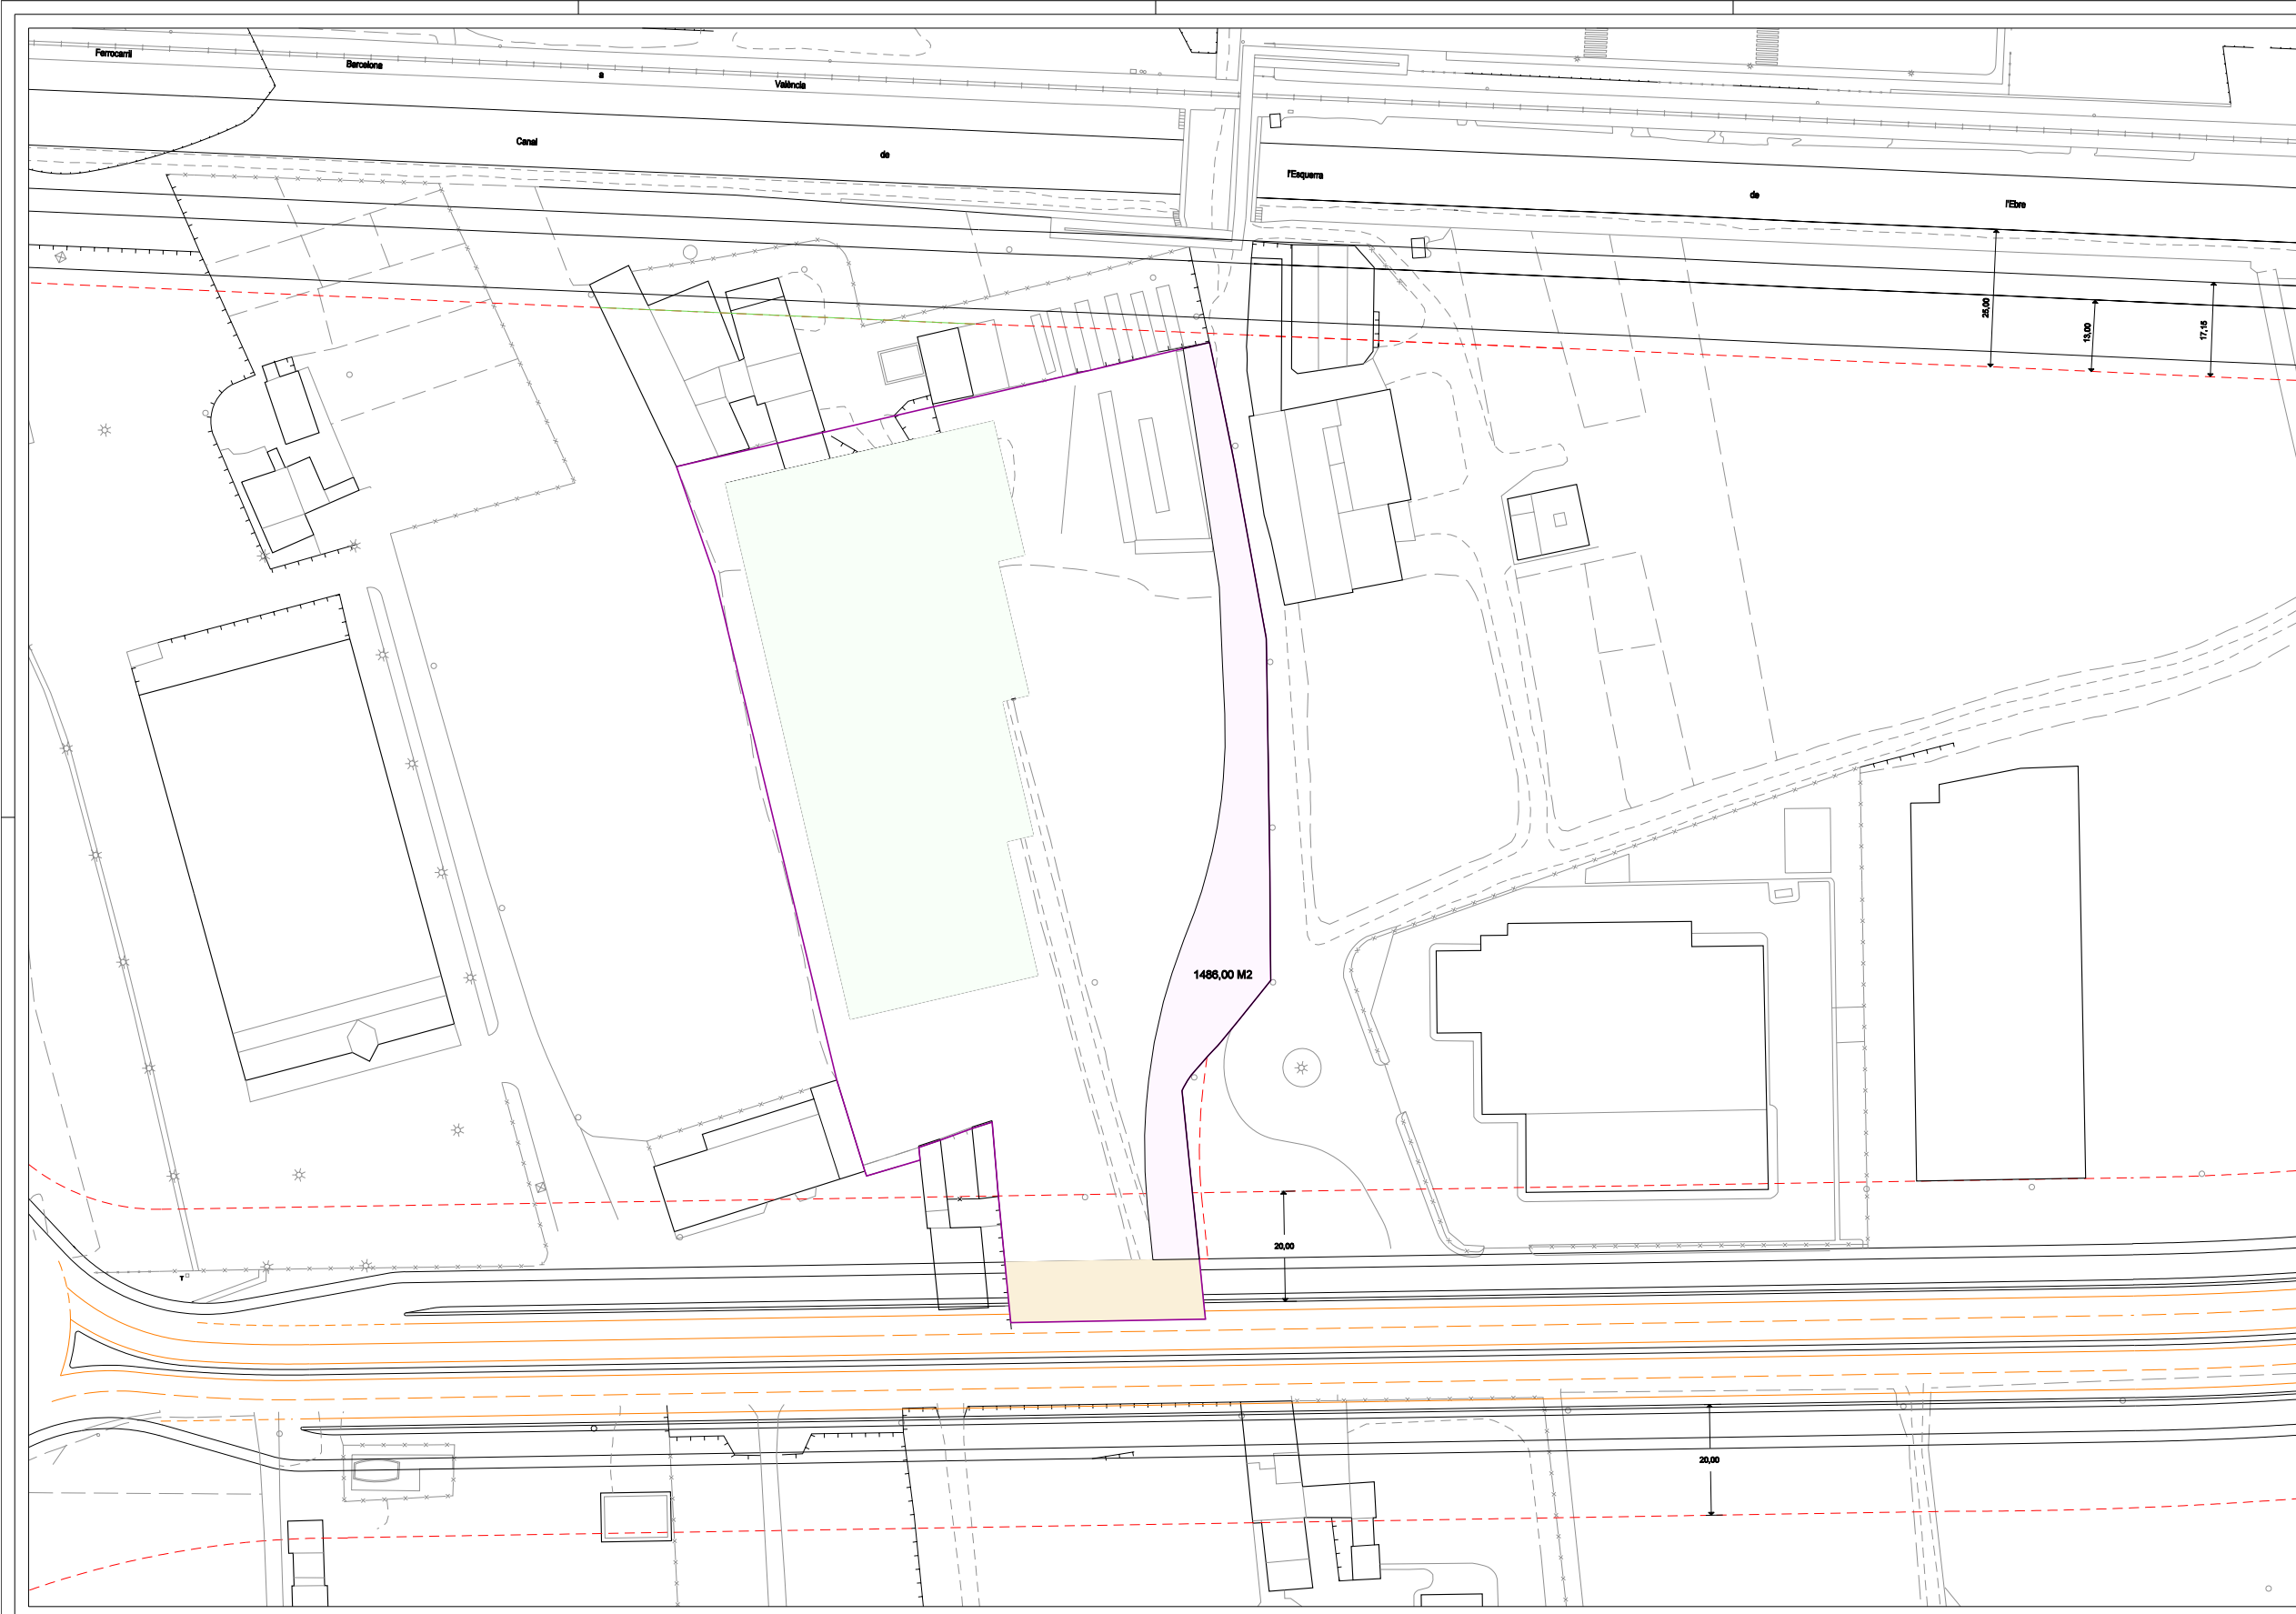 Ferrocarril Barcelona a València
Canal de l'Esquerra de l'Ebre
25,00
13,00
17,15
1486,00 M2
20,00
T
20,00